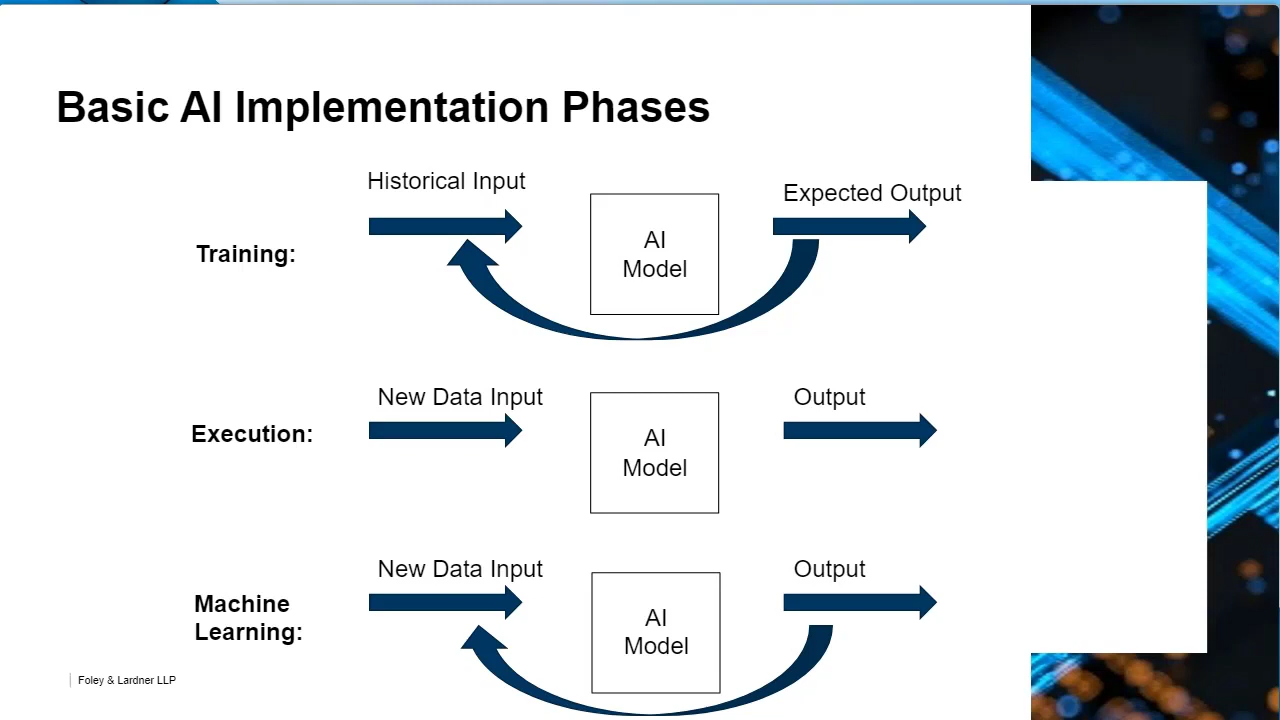 Basic AI Implementation Phases
Historical Input
Expected Output
Training:
AI
Model
New Data Input
Output
Execution:
AI
Model
New Data Input
Output
Machine
Learning:
AI
Model
Foley & Lardner LLP